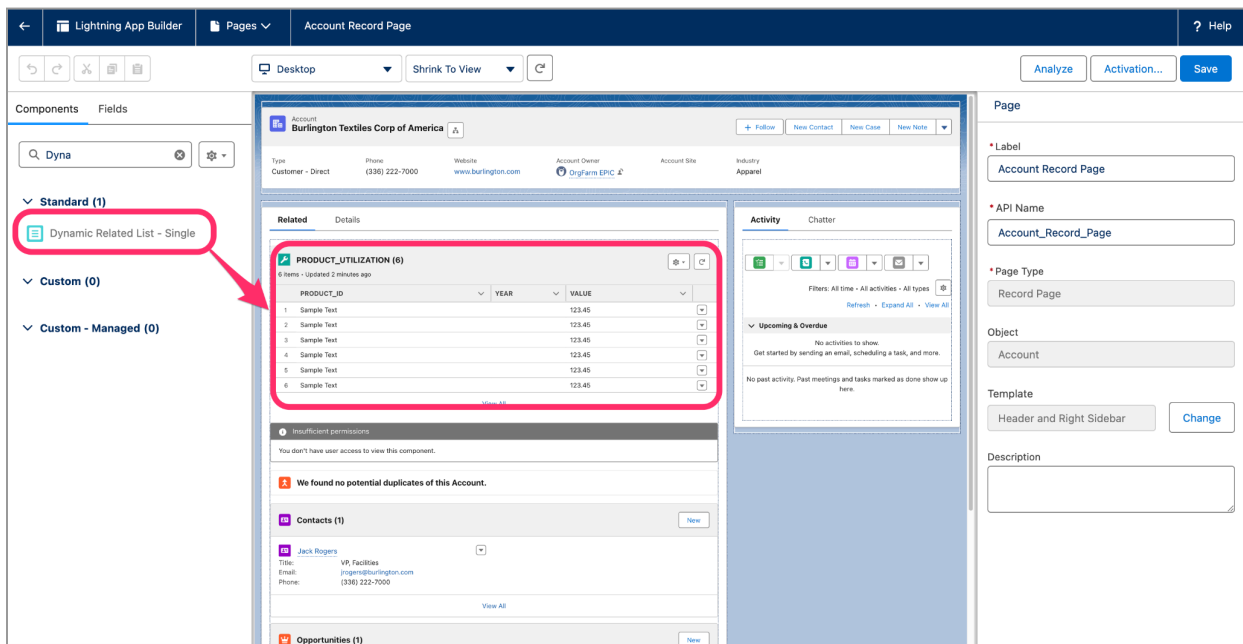 Lightning App Builder
Pages
Account Record Page
? Help
Desktop
Shrink To View
Analyze
Activation...
Save
Components
Fields
Dyna
Standard (1)
Dynamic Related List - Single
Custom (0)
Custom - Managed (0)
Account
Burlington Textiles Corp of America
+ Follow
New Contact
New Case
New Note
Type
Phone
Website
Account Owner
Account Site
Industry
Customer - Direct
(336) 222-7000
www.burlington.com
OrgFarm EPIC
Apparel
Related
Details
PRODUCT_UTILIZATION (6)
6 items • Updated 2 minutes ago
PRODUCT_ID
YEAR
VALUE
1 Sample Text 123.45
2 Sample Text 123.45
3 Sample Text 123.45
4 Sample Text 123.45
5 Sample Text 123.45
6 Sample Text 123.45
View All
Insufficient permissions
You don't have user access to view this component.
We found no potential duplicates of this Account.
Contacts (1)
New
Jack Rogers
Title: VP, Facilities
Email: jrogers@burlington.com
Phone: (336) 222-7000
View All
Opportunities (1)
New
Activity
Chatter
Filters: All time • All activities • All types
Refresh • Expand All • View All
Upcoming & Overdue
No activities to show.
Get started by sending an email, scheduling a task, and more.
No past activity. Past meetings and tasks marked as done show up
here.
Page
* Label
Account Record Page
* API Name
Account_Record_Page
* Page Type
Record Page
Object
Account
Template
Header and Right Sidebar
Change
Description